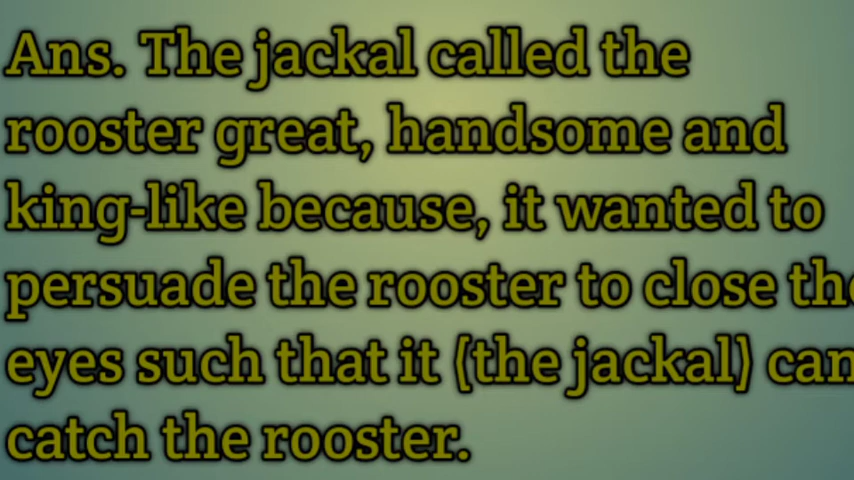 Ans. The jackal called the
rooster great, handsome and
king-like because, it wanted to
persuade the rooster to close the
eyes such that it (the jackal) can
catch the rooster.